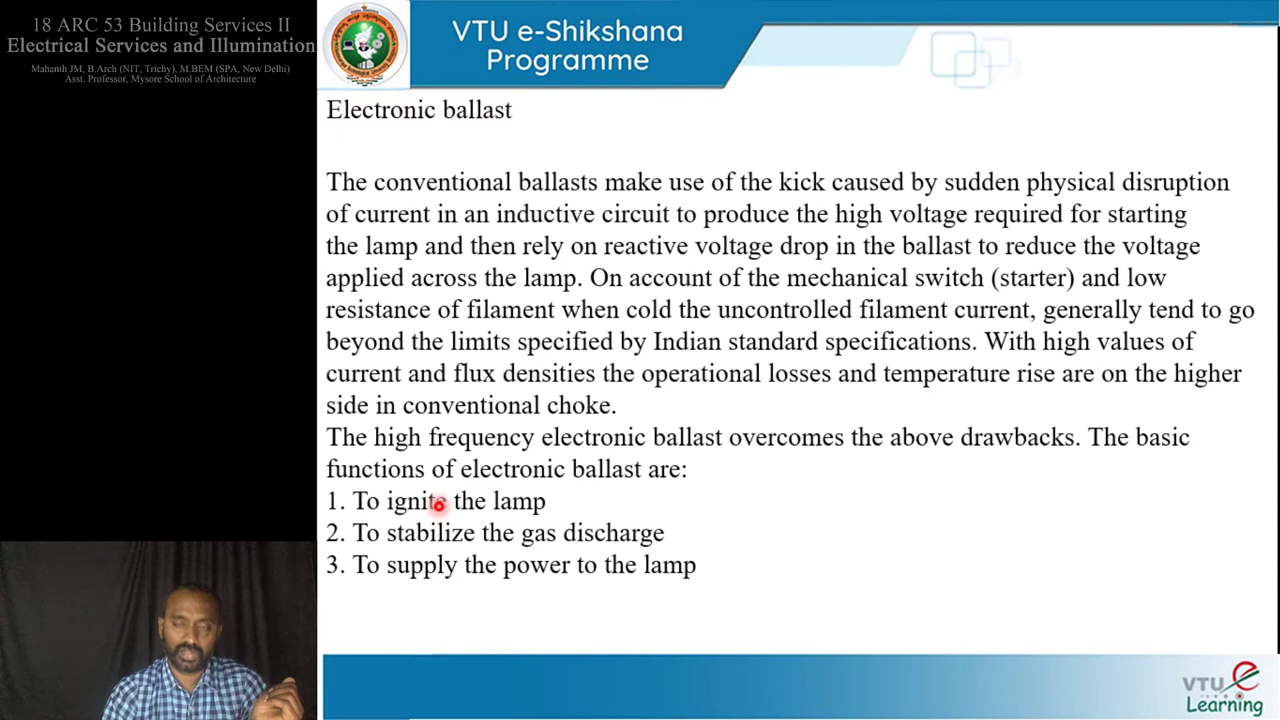 18 ARC 53 Building Services II
Electrical Services and Illumination
Mahanth JM, B.Arch (NIT, Trichy), M.BEM (SPA, New Delhi)
Asst. Professor, Mysore School of Architecture
VTU e-Shikshana
Programme
Electronic ballast
The conventional ballasts make use of the kick caused by sudden physical disruption
of current in an inductive circuit to produce the high voltage required for starting
the lamp and then rely on reactive voltage drop in the ballast to reduce the voltage
applied across the lamp. On account of the mechanical switch (starter) and low
resistance of filament when cold the uncontrolled filament current, generally tend to go
beyond the limits specified by Indian standard specifications. With high values of
current and flux densities the operational losses and temperature rise are on the higher
side in conventional choke.
The high frequency electronic ballast overcomes the above drawbacks. The basic
functions of electronic ballast are:
1. To ignite the lamp
2. To stabilize the gas discharge
3. To supply the power to the lamp
VTU e
Learning